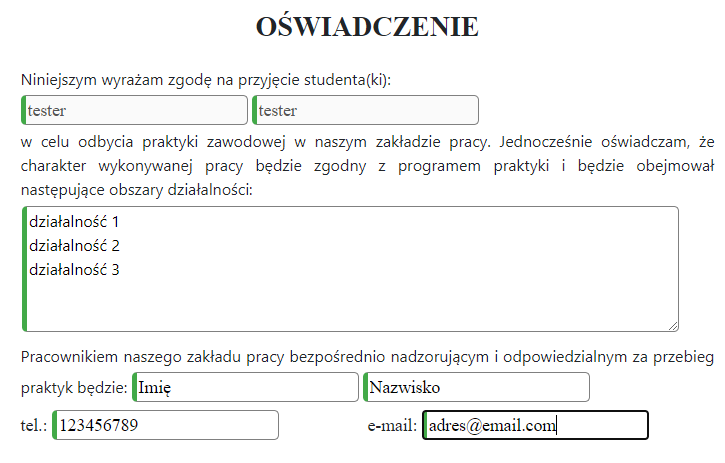 OŚWIADCZENIE
Niniejszym wyrażam zgodę na przyjęcie studenta(ki):
tester tester
w celu odbycia praktyki zawodowej w naszym zakładzie pracy. Jednocześnie oświadczam, że
charakter wykonywanej pracy będzie zgodny z programem praktyki i będzie obejmował
następujące obszary działalności:
działalność 1
działalność 2
działalność 3
Pracownikiem naszego zakładu pracy bezpośrednio nadzorującym i odpowiedzialnym za przebieg
praktyk będzie: Imię Nazwisko
tel.: 123456789 e-mail: adres@email.com